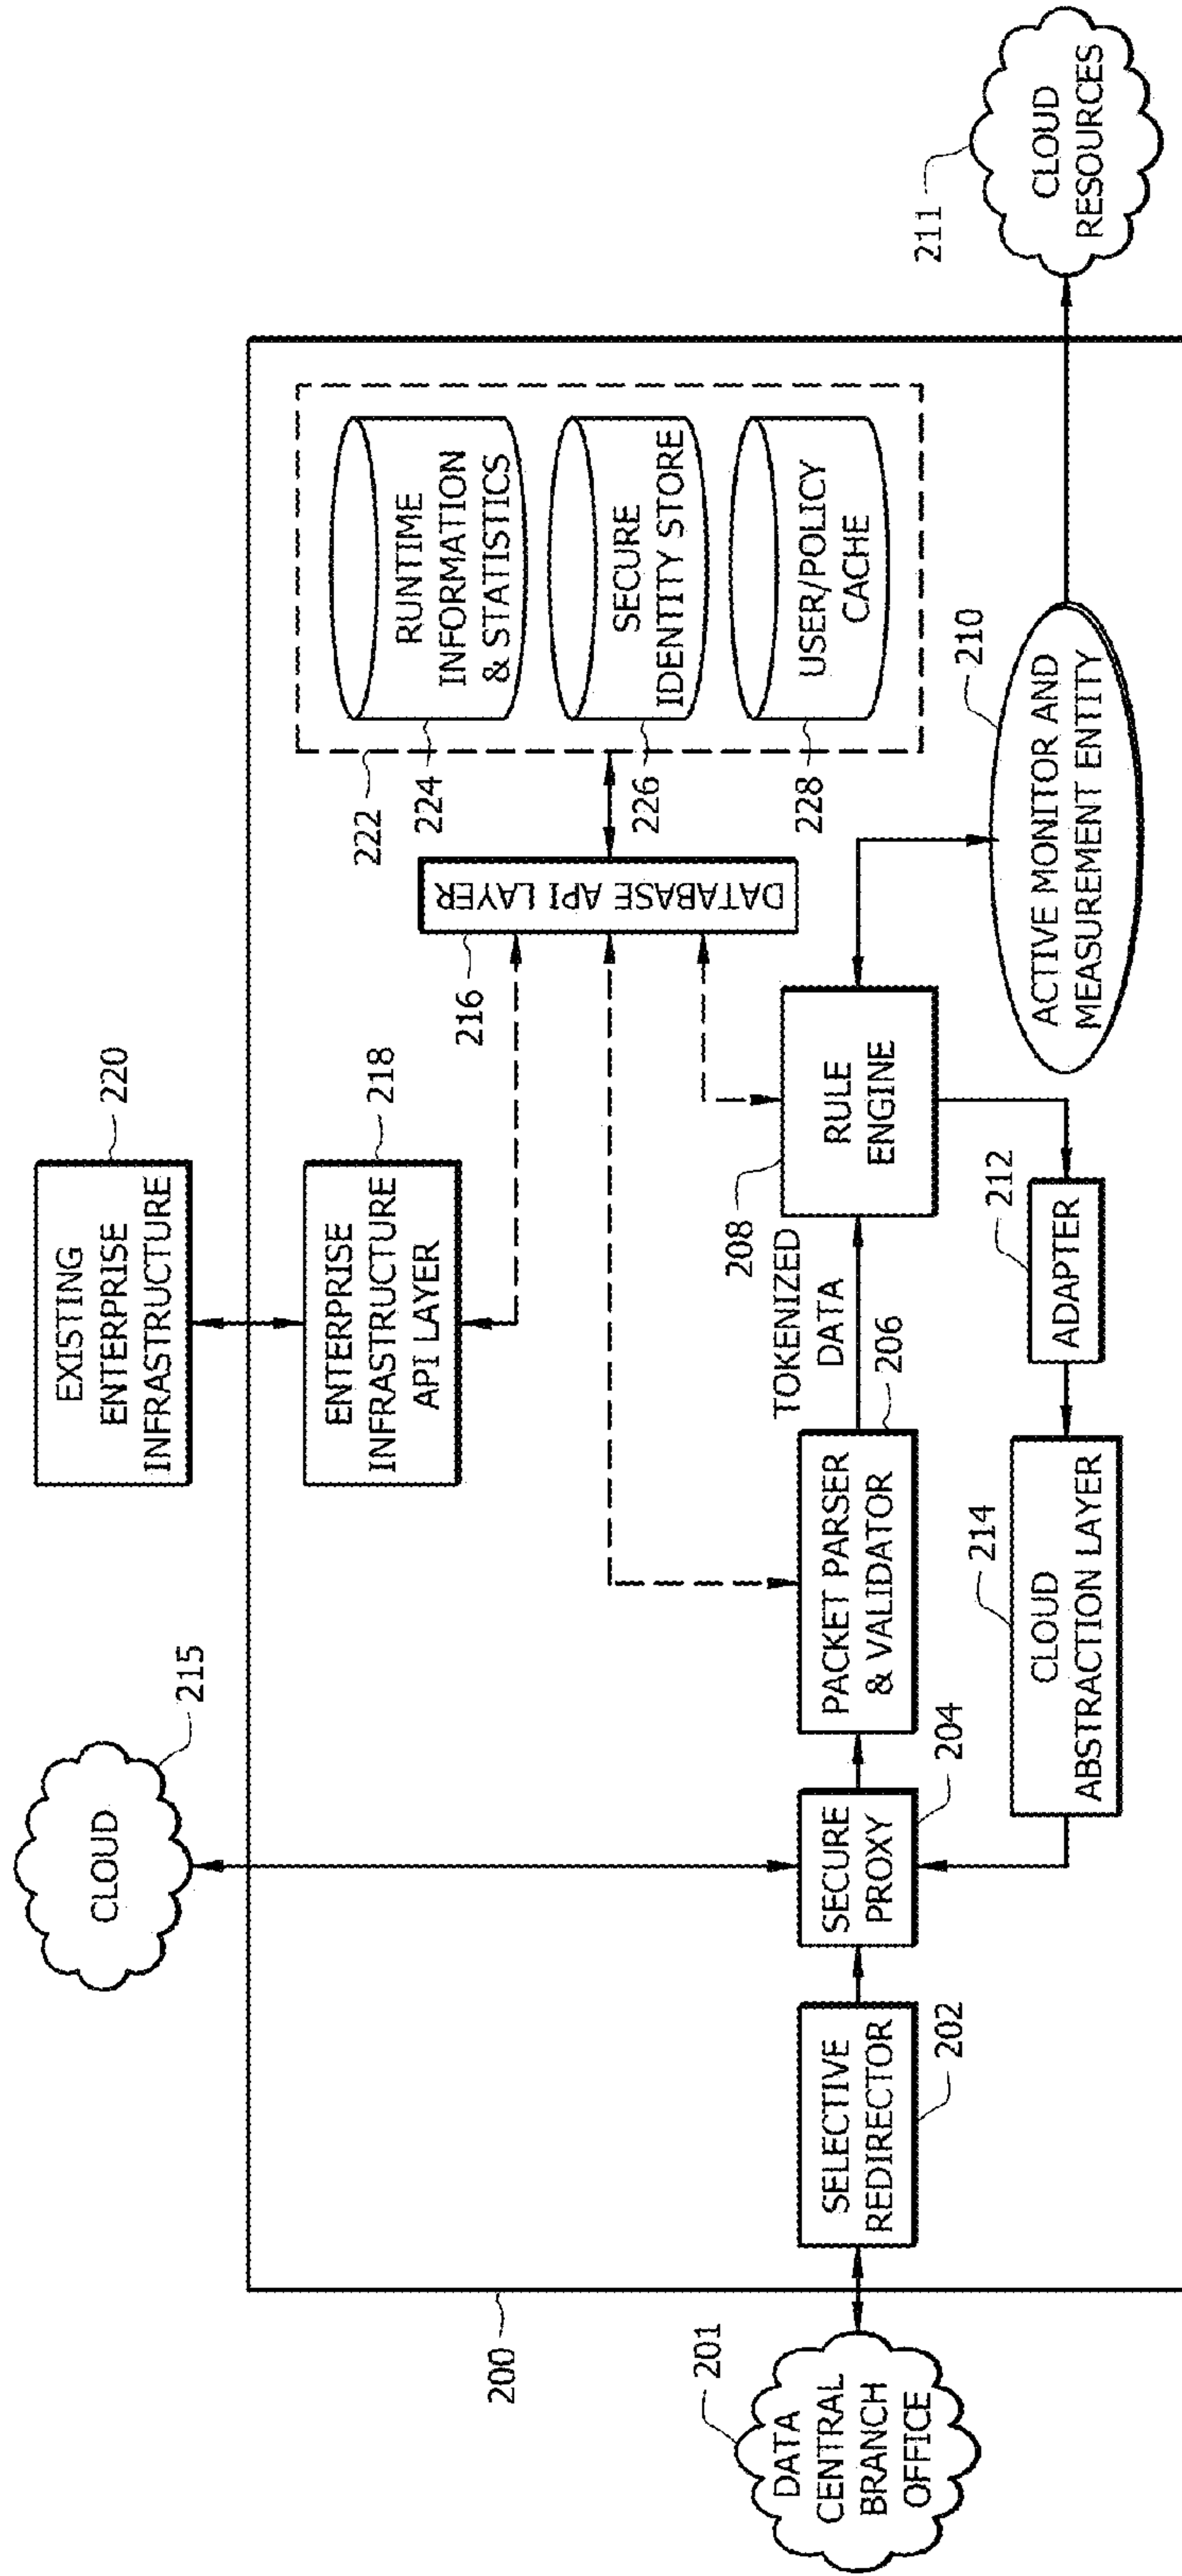 CLOUD
215
EXISTING
ENTERPRISE
INFRASTRUCTURE
220
ENTERPRISE
INFRASTRUCTURE
API LAYER
218
200
216
DATABASE API LAYER
222
224
RUNTIME
INFORMATION
& STATISTICS
226
SECURE
IDENTITY STORE
228
USER/POLICY
CACHE
201
DATA
CENTRAL
BRANCH
OFFICE
SELECTIVE
REDIRECTOR
202
SECURE
PROXY
204
PACKET PARSER
& VALIDATOR
206
TOKENIZED
DATA
208
RULE
ENGINE
210
ACTIVE MONITOR AND
MEASUREMENT ENTITY
211
CLOUD
RESOURCES
212
ADAPTER
214
CLOUD
ABSTRACTION LAYER